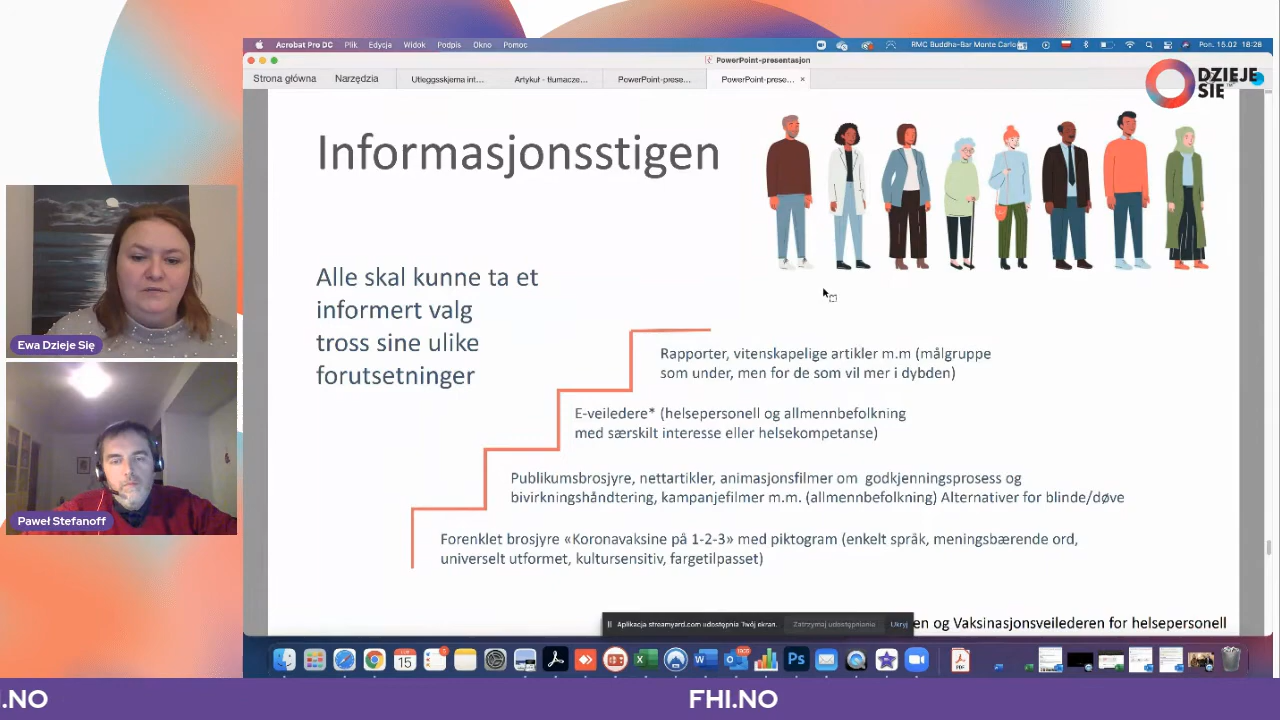 Acrobat Pro DC Plik Edycja Widok Podpis Okno Pomoc
RMC Buddha-Bar Monte Carlo
Pon. 15.02 18:28
PowerPoint-presentasjon
Strona główna Narzędzia Utleggsskjema int... Artykuł - tłumacze... PowerPoint-prese... PowerPoint-prese... ×
DZIEJE
SIĘ
Informasjonsstigen
Alle skal kunne ta et
informert valg
tross sine ulike
forutsetninger
Rapporter, vitenskapelige artikler m.m (målgruppe
som under, men for de som vil mer i dybden)
E-veiledere* (helsepersonell og allmennbefolkning
med særskilt interesse eller helsekompetanse)
Publikumsbrosjyre, nettartikler, animasjonsfilmer om godkjenningsprosess og
bivirkningshåndtering, kampanjefilmer m.m. (allmennbefolkning) Alternativer for blinde/døve
Forenklet brosjyre «Koronavaksine på 1-2-3» med piktogram (enkelt språk, meningsbærende ord,
universelt utformet, kultursensitiv, fargetilpasset)
Ewa Dzieje Się
Paweł Stefanoff
Aplikacja streamyard.com udostępnia Twój ekran. Zatrzymaj udostępnianie Ukryj
en og Vaksinasjonsveilederen for helsepersonell
15
Ps
I.NO
FHI.NO